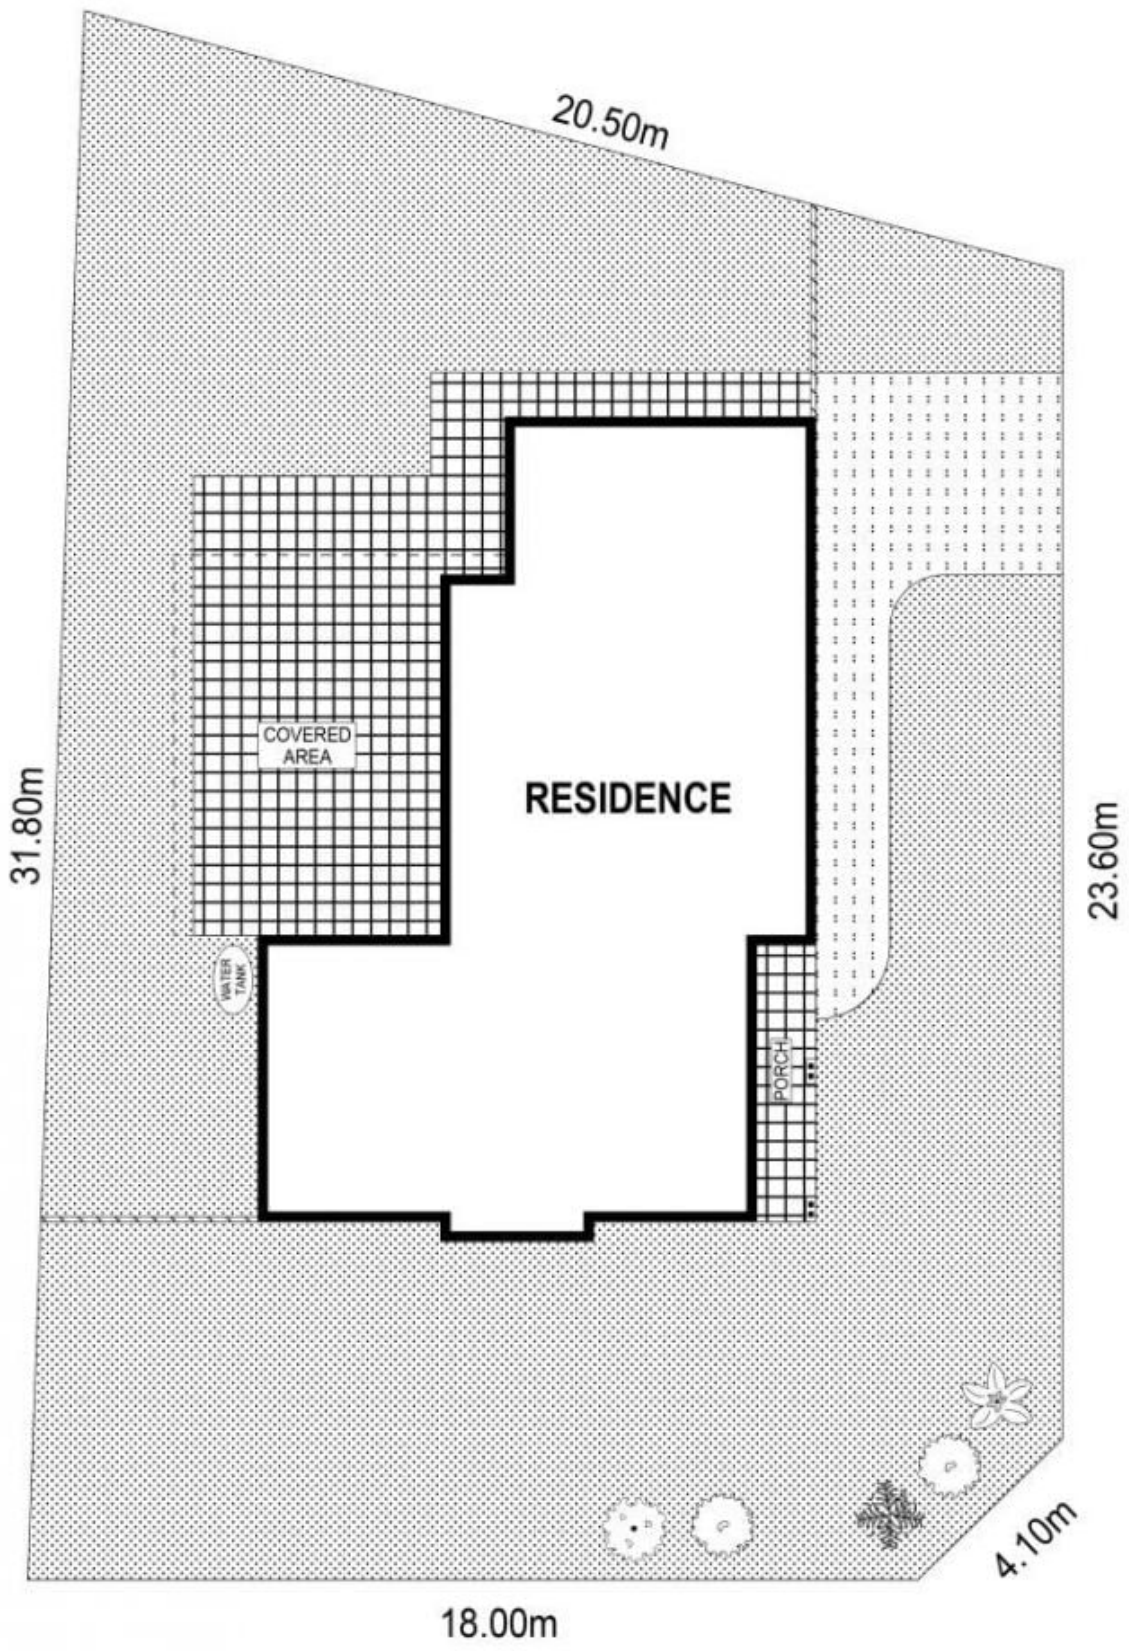 20.50m
COVERED
AREA
RESIDENCE
31.80m
23.60m
WATER
TANK
PORCH
4.10m
18.00m